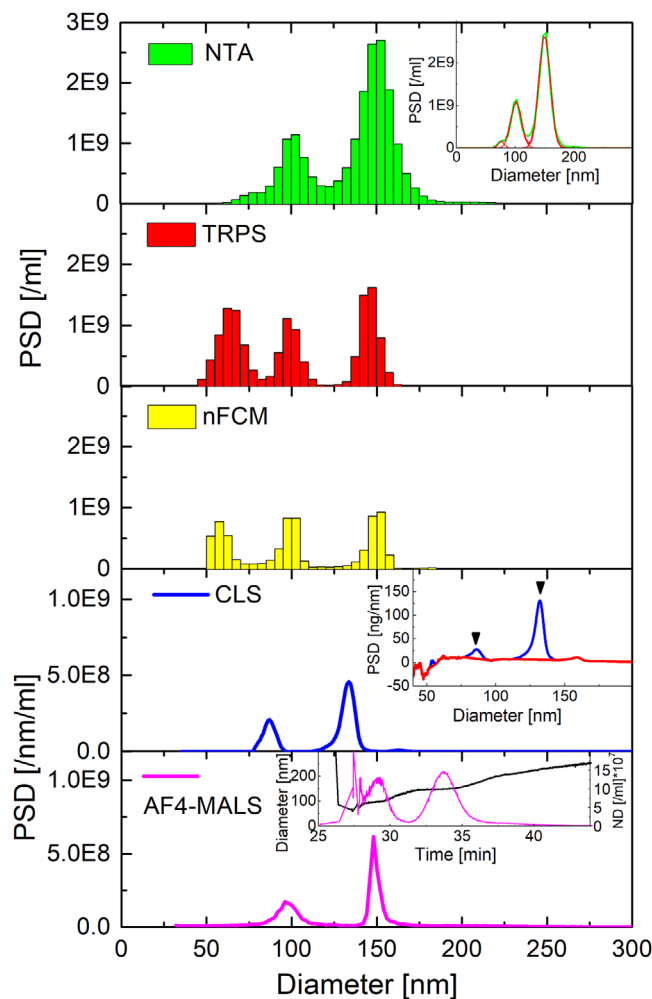 3E9
2E9
1E9
0
NTA
PSD [/ml]
2E9
1E9
0
0
100
200
Diameter [nm]
TRPS
2E9
1E9
0
PSD [/ml]
nFCM
2E9
1E9
0
CLS
1.0E9
5.0E8
0.0
PSD [ng/nm]
150
100
50
0
-50
50
100
150
Diameter [nm]
PSD [/nm/ml]
AF4-MALS
1.0E9
5.0E8
0.0
Diameter [nm]
200
100
0
25
30
35
40
Time [min]
15
10
5
0
ND [/ml]*10^7
0
50
100
150
200
250
300
Diameter [nm]